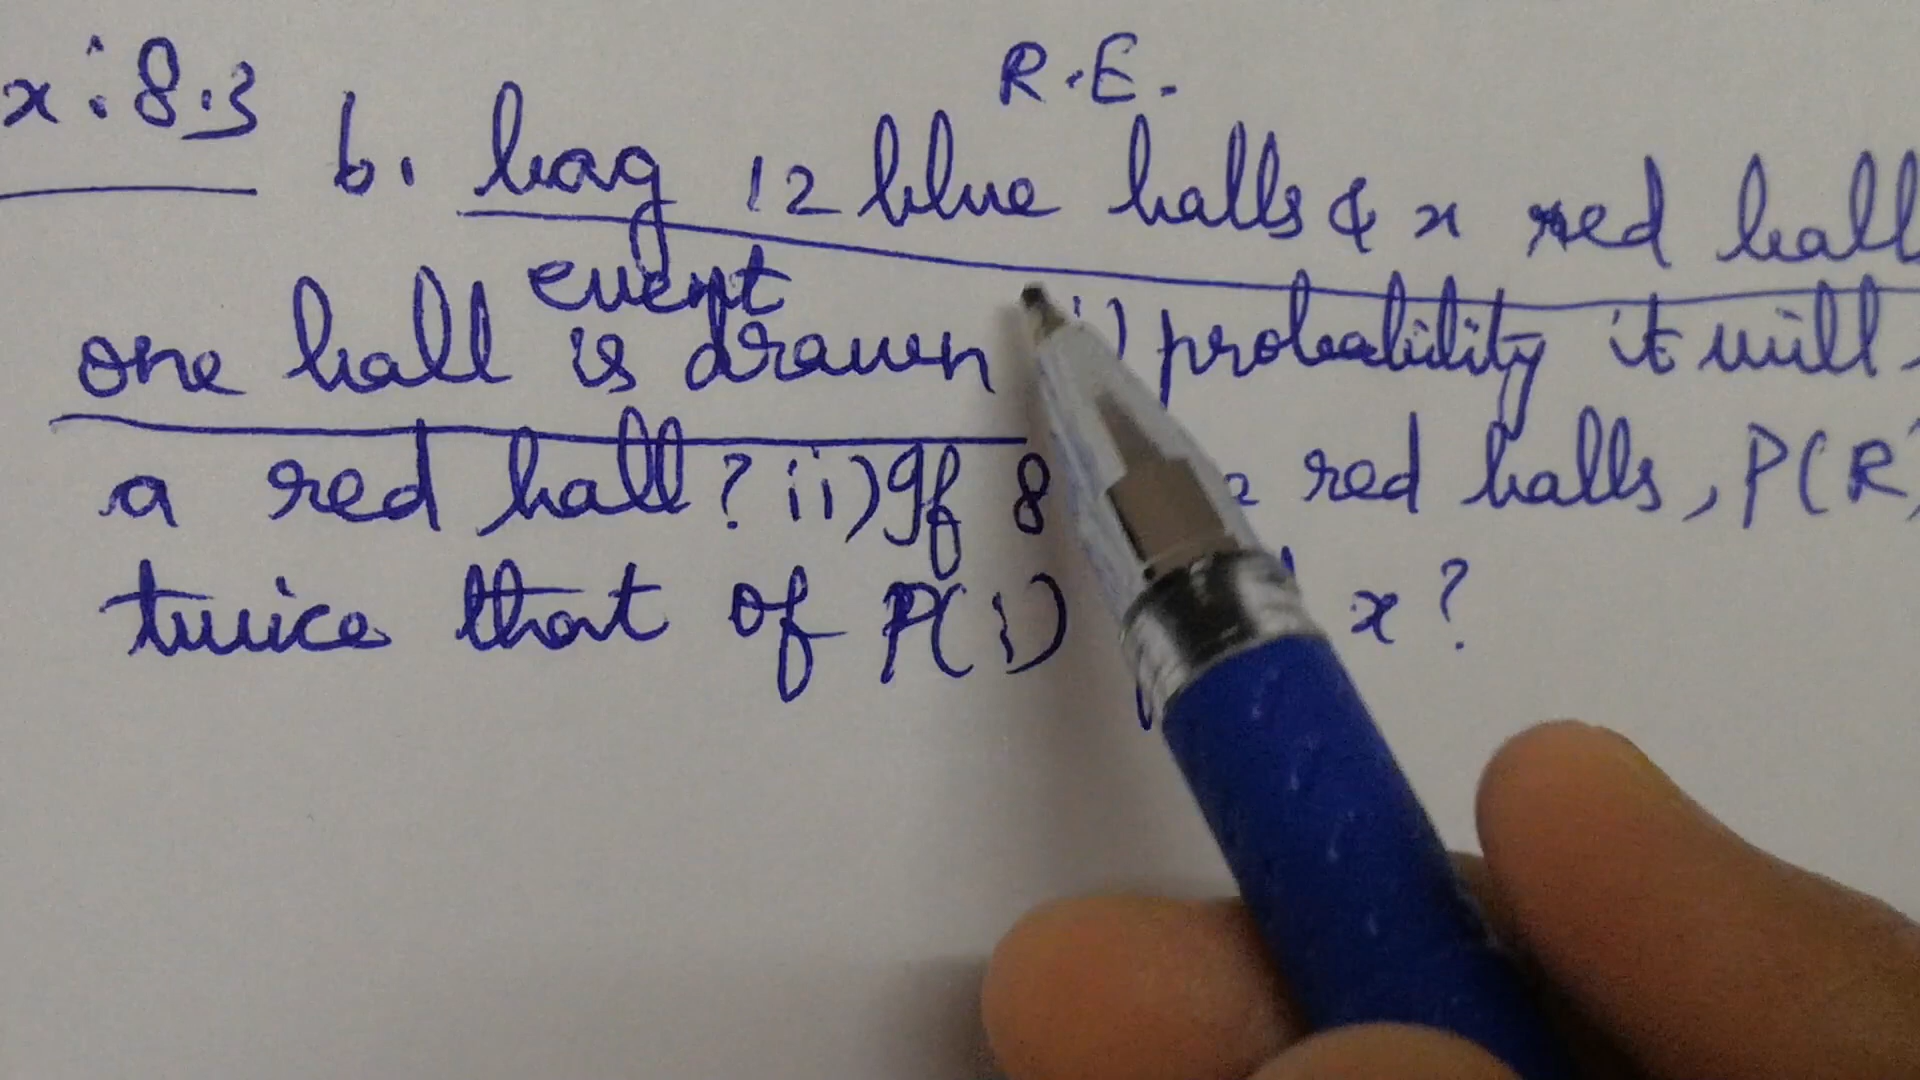 x : 8.3
R.E.
b. bag 12 blue balls & x red ball
event
one ball is drawn i) probability it will
a red ball? ii) If 8 red balls, P(R)
twice that of P(i) x?